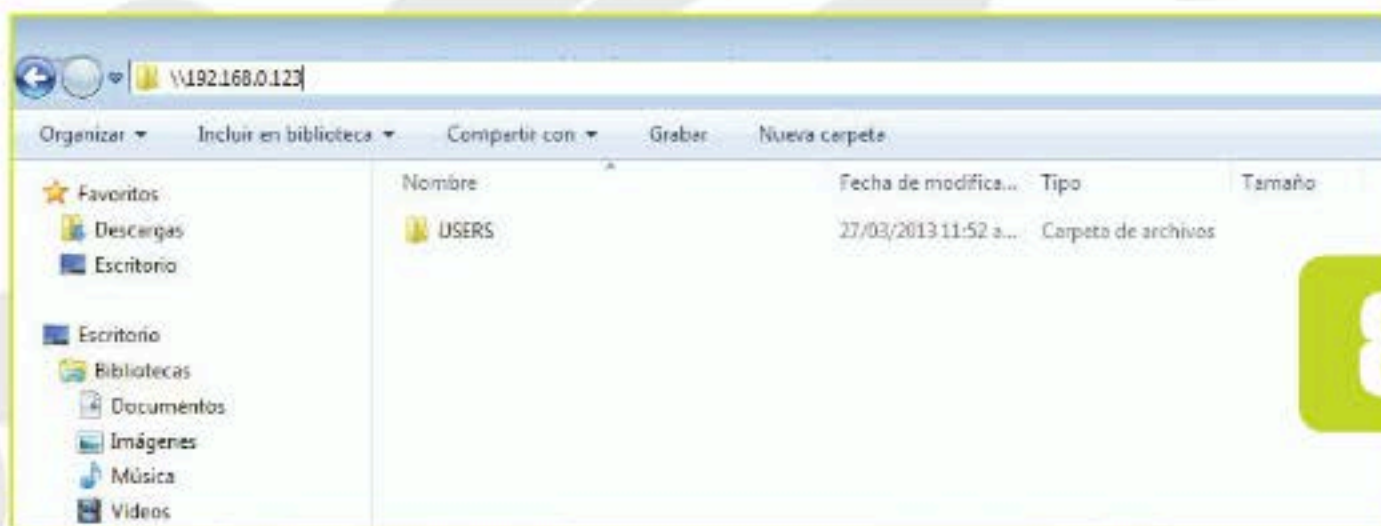 \\192.168.0.123
Organizar Incluir en biblioteca Compartir con Grabar Nueva carpeta
Nombre Fecha de modifica... Tipo Tamaño
Favoritos
USERS 27/03/2013 11:52 a... Carpeta de archivos
Descargas
Escritorio
8
Escritorio
Bibliotecas
Documentos
Imágenes
Música
Videos